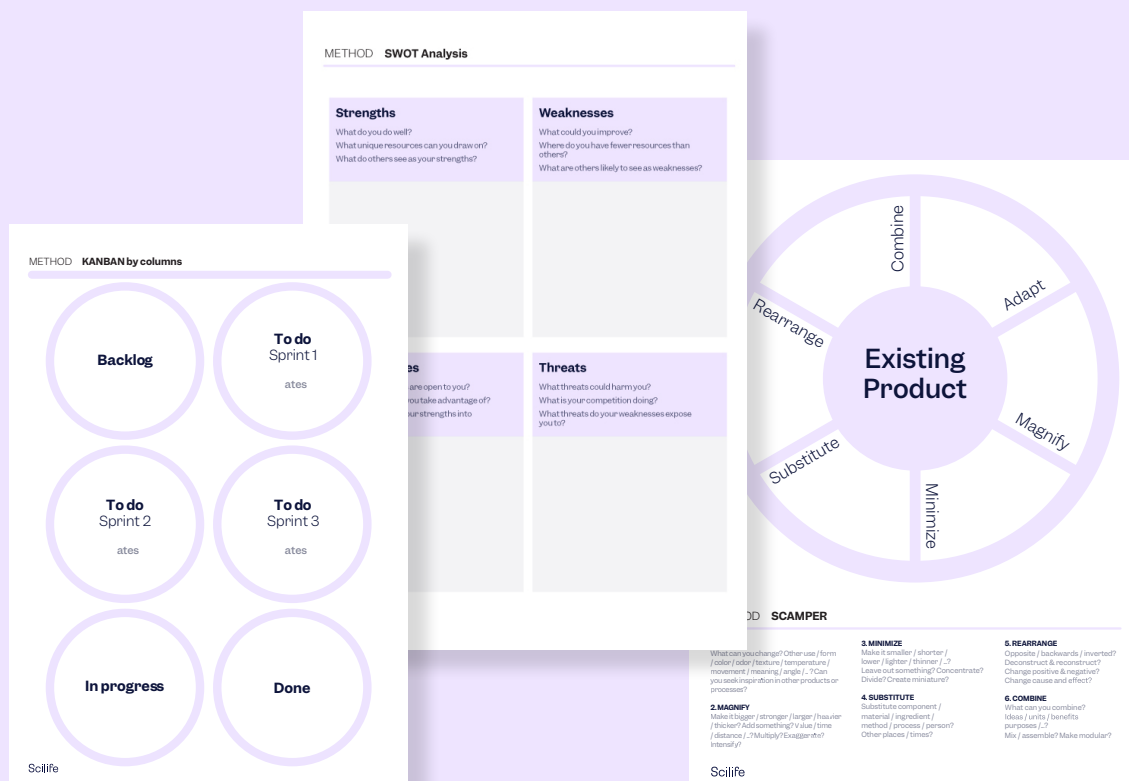 METHOD SWOT Analysis
Strengths
What do you do well?
What unique resources can you draw on?
What do others see as your strengths?
Weaknesses
What could you improve?
Where do you have fewer resources than
others?
What are others likely to see as weaknesses?
es
are open to you?
you take advantage of?
our strengths into
Threats
What threats could harm you?
What is your competition doing?
What threats do your weaknesses expose
you to?
METHOD KANBAN by columns
Backlog
To do
Sprint 1
ates
To do
Sprint 2
ates
To do
Sprint 3
ates
In progress
Done
Scilife
Combine
Adapt
Magnify
Minimize
Substitute
Rearrange
Existing
Product
OD SCAMPER
What can you change? Other use / form
/ color / odor / texture / temperature /
movement / meaning / angle /...? Can
you seek inspiration in other products or
processes?
2. MAGNIFY
Make it bigger / stronger / larger / heavier
/ thicker? Add something? Value / time
/ distance /...? Multiply? Exaggerate?
Intensify?
3. MINIMIZE
Make it smaller / shorter /
lower / lighter / thinner /...?
Leave out something? Concentrate?
Divide? Create miniature?
4. SUBSTITUTE
Substitute component /
material / ingredient /
method / process / person?
Other places / times?
5. REARRANGE
Opposite / backwards / inverted?
Deconstruct & reconstruct?
Change positive & negative?
Change cause and effect?
6. COMBINE
What can you combine?
Ideas / units / benefits
purposes /...?
Mix / assemble? Make modular?
Scilife